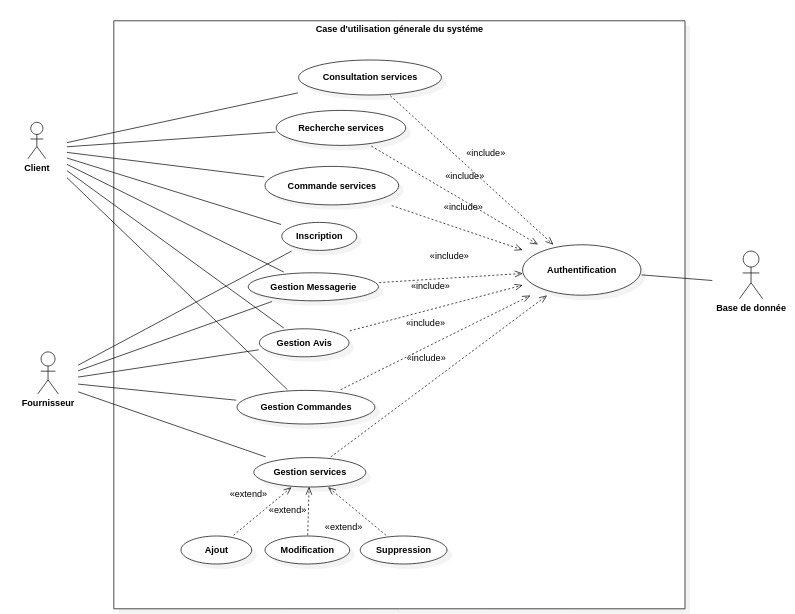 Case d'utilisation génerale du systéme
Consultation services
Recherche services
«include»
Client
«include»
Commande services
«include»
Inscription
«include»
Authentification
Gestion Messagerie
«include»
Base de donnée
«include»
Gestion Avis
«include»
Fournisseur
Gestion Commandes
Gestion services
«extend»
«extend»
«extend»
Ajout
Modification
Suppression